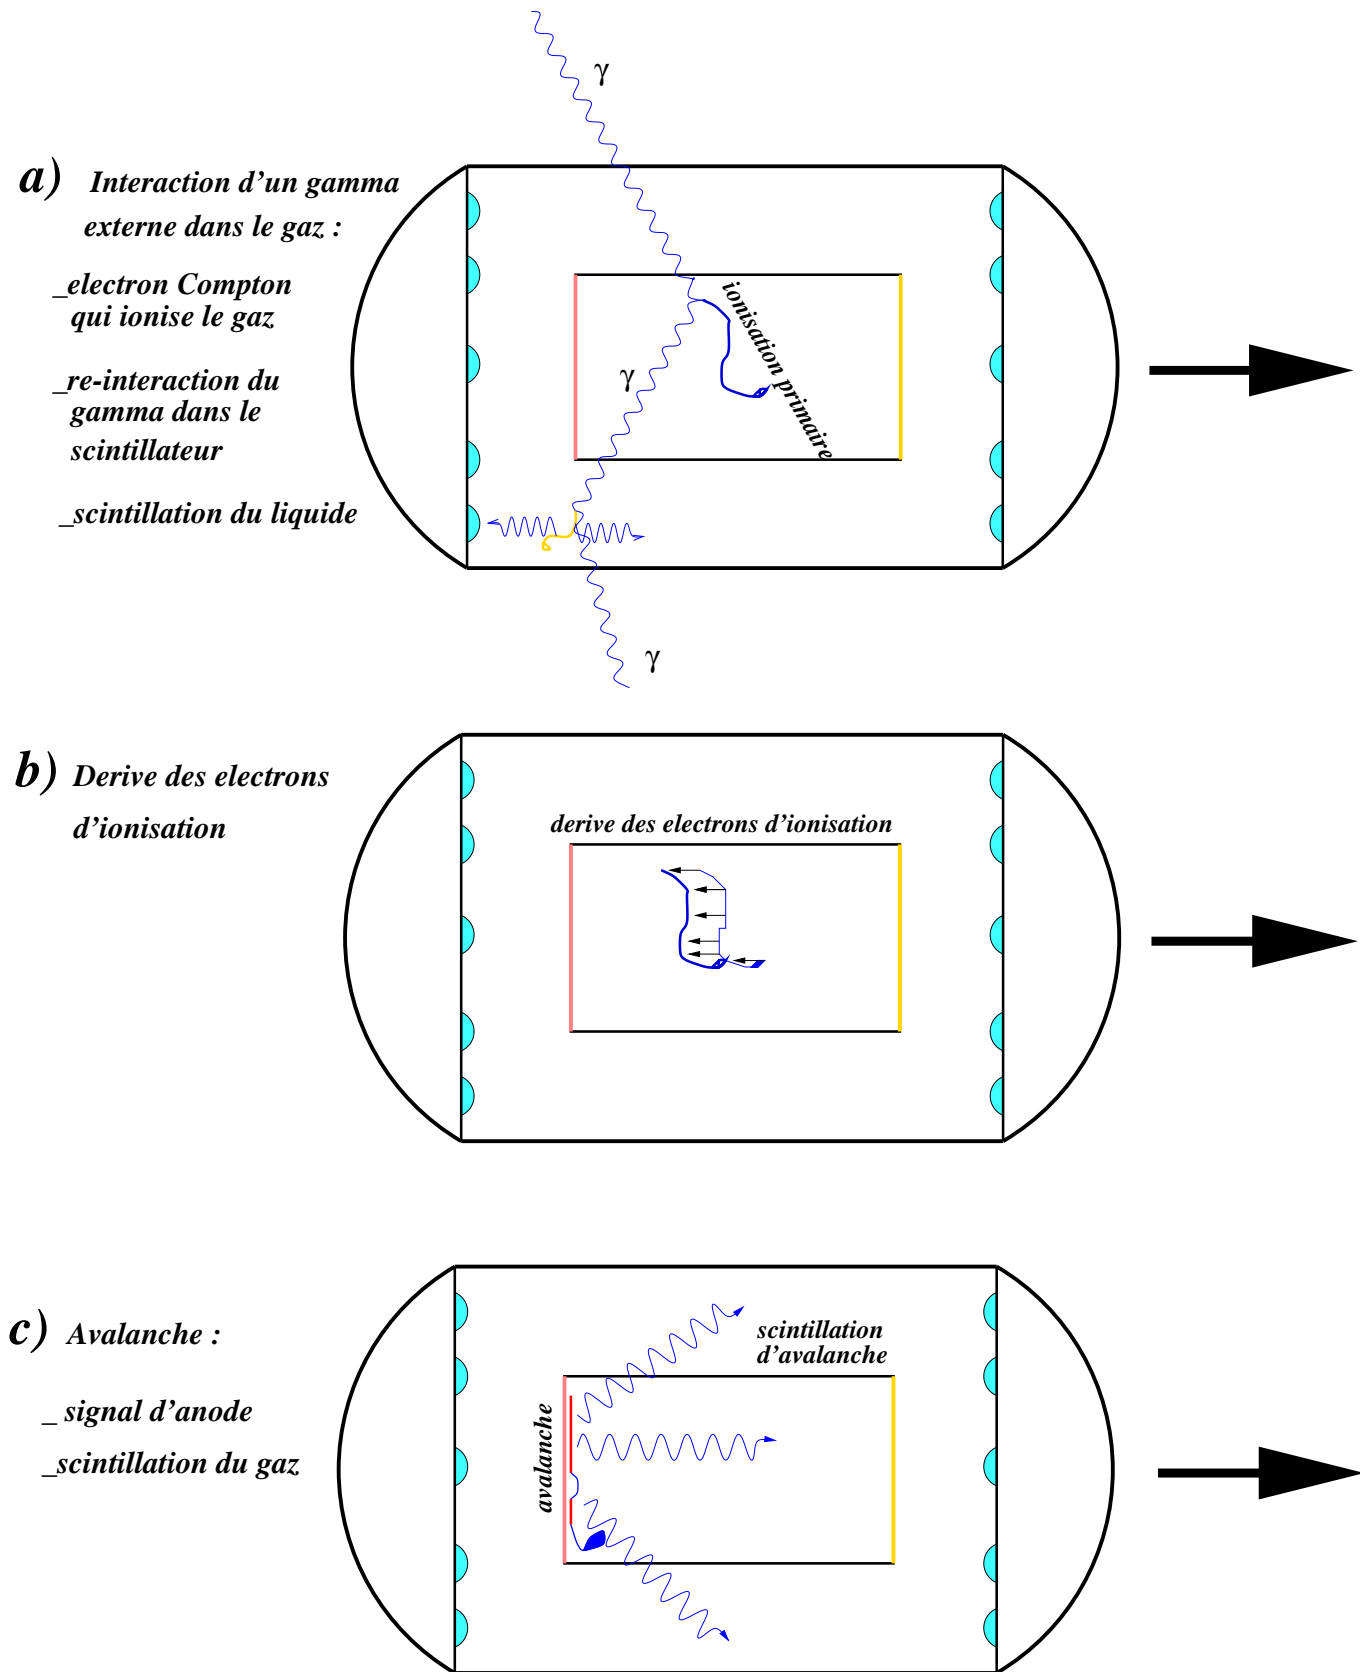 γ
a) Interaction d'un gamma
externe dans le gaz :
_electron Compton
qui ionise le gaz
_re-interaction du
gamma dans le
scintillateur
_scintillation du liquide
ionisation primaire
γ
γ
b) Derive des electrons
d'ionisation
derive des electrons d'ionisation
c) Avalanche :
_ signal d'anode
_scintillation du gaz
scintillation
d'avalanche
avalanche